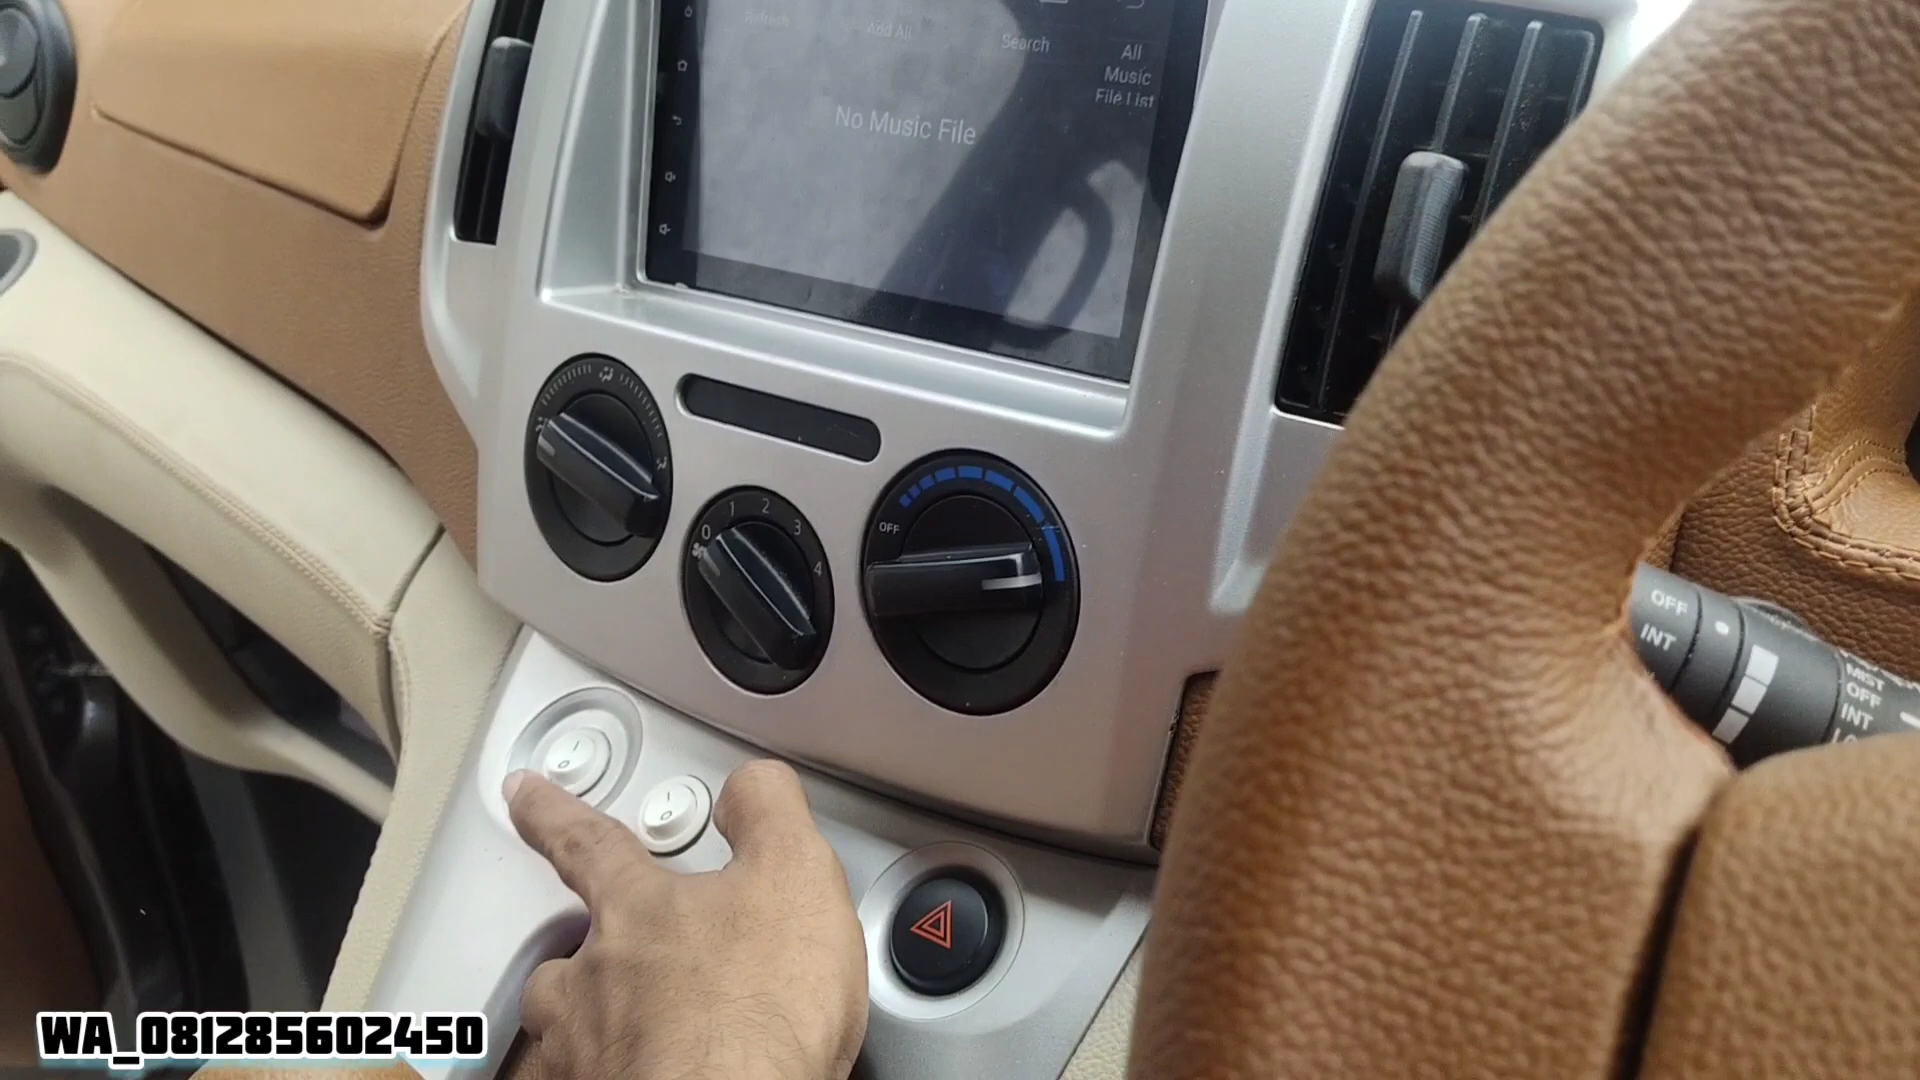 Refresh
Add All
Search
All
Music
File List
No Music File
0 1 2 3 4
OFF
OFF
INT
MIST
OFF
INT
WA_081285602450